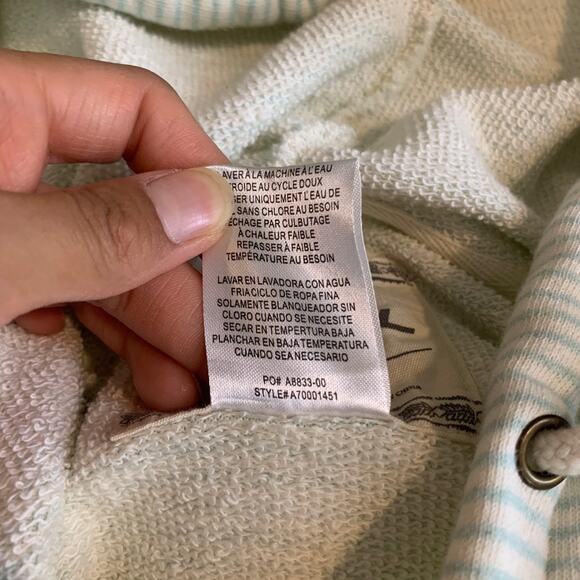 LAVER À LA MACHINE À L'EAU
FROIDE AU CYCLE DOUX
UNIQUEMENT L'EAU DE
SANS CHLORE AU BESOIN
SÉCHAGE PAR CULBUTAGE
À CHALEUR FAIBLE
REPASSER À FAIBLE
TEMPÉRATURE AU BESOIN
LAVAR EN LAVADORA CON AGUA
FRIA CICLO DE ROPA FINA
SOLAMENTE BLANQUEADOR SIN
CLORO CUANDO SE NECESITE
SECAR EN TEMPERTURA BAJA
PLANCHAR EN BAJA TEMPERATURA
CUANDO SEA NECESARIO
PO# A8833-00
STYLE# A70001451
CHINA